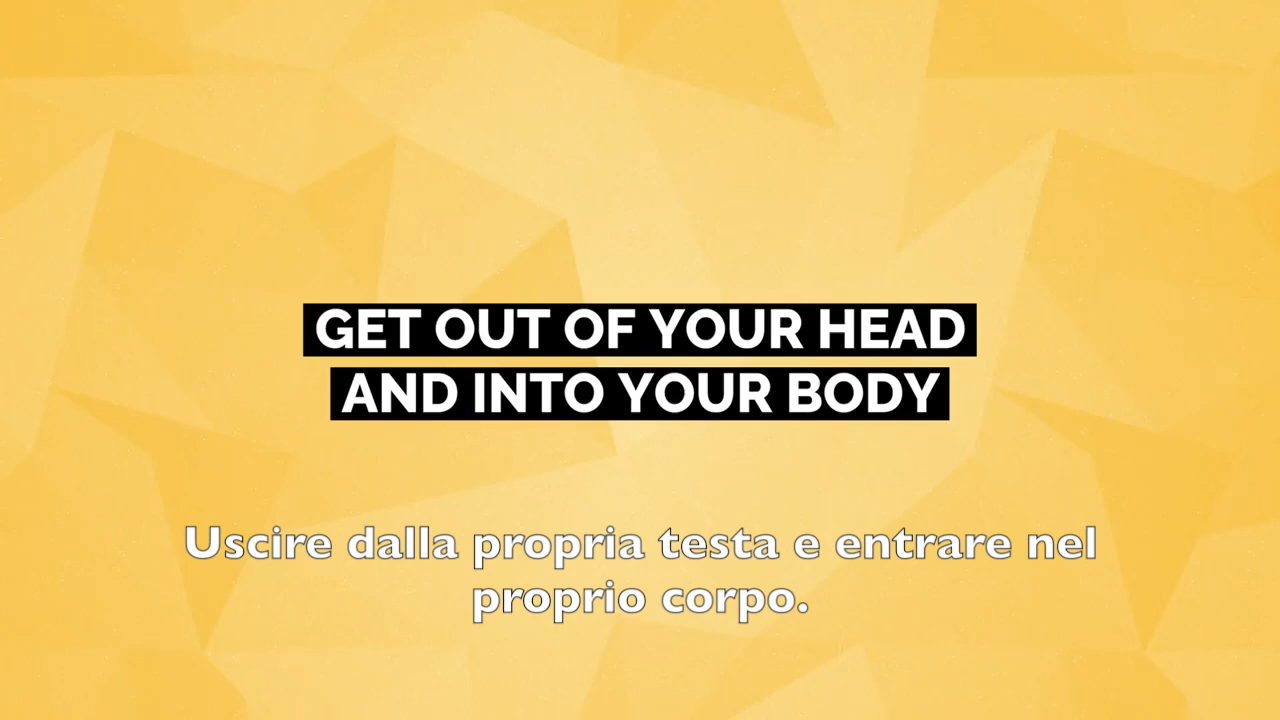 GET OUT OF YOUR HEAD
AND INTO YOUR BODY
Uscire dalla propria testa e entrare nel
proprio corpo.